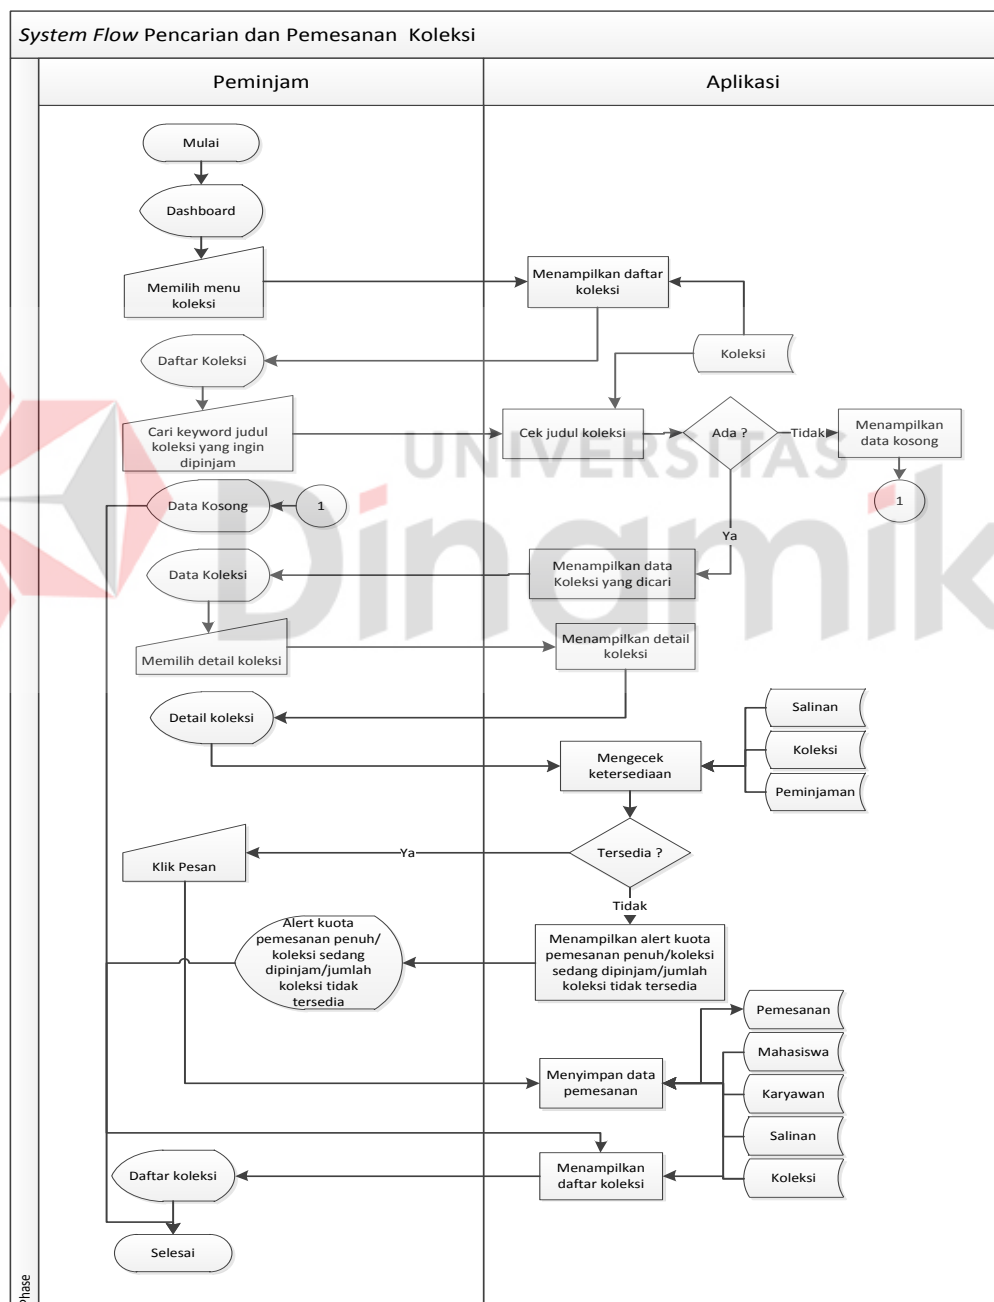 System Flow Pencarian dan Pemesanan Koleksi
Peminjam
Aplikasi
Mulai
Dashboard
Memilih menu
koleksi
Menampilkan daftar
koleksi
Daftar Koleksi
Koleksi
Cari keyword judul
koleksi yang ingin
dipinjam
Cek judul koleksi
Ada ?
Tidak
Menampilkan
data kosong
UNIVERSITAS
Dinamik
Data Kosong
1
1
Ya
Data Koleksi
Menampilkan data
Koleksi yang dicari
Memilih detail koleksi
Menampilkan detail
koleksi
Detail koleksi
Salinan
Mengecek
ketersediaan
Koleksi
Peminjaman
Klik Pesan
Ya
Tersedia ?
Tidak
Alert kuota
pemesanan penuh/
koleksi sedang
dipinjam/jumlah
koleksi tidak
tersedia
Menampilkan alert kuota
pemesanan penuh/koleksi
sedang dipinjam/jumlah
koleksi tidak tersedia
Pemesanan
Mahasiswa
Menyimpan data
pemesanan
Karyawan
Salinan
Daftar koleksi
Menampilkan
daftar koleksi
Koleksi
Selesai
Phase